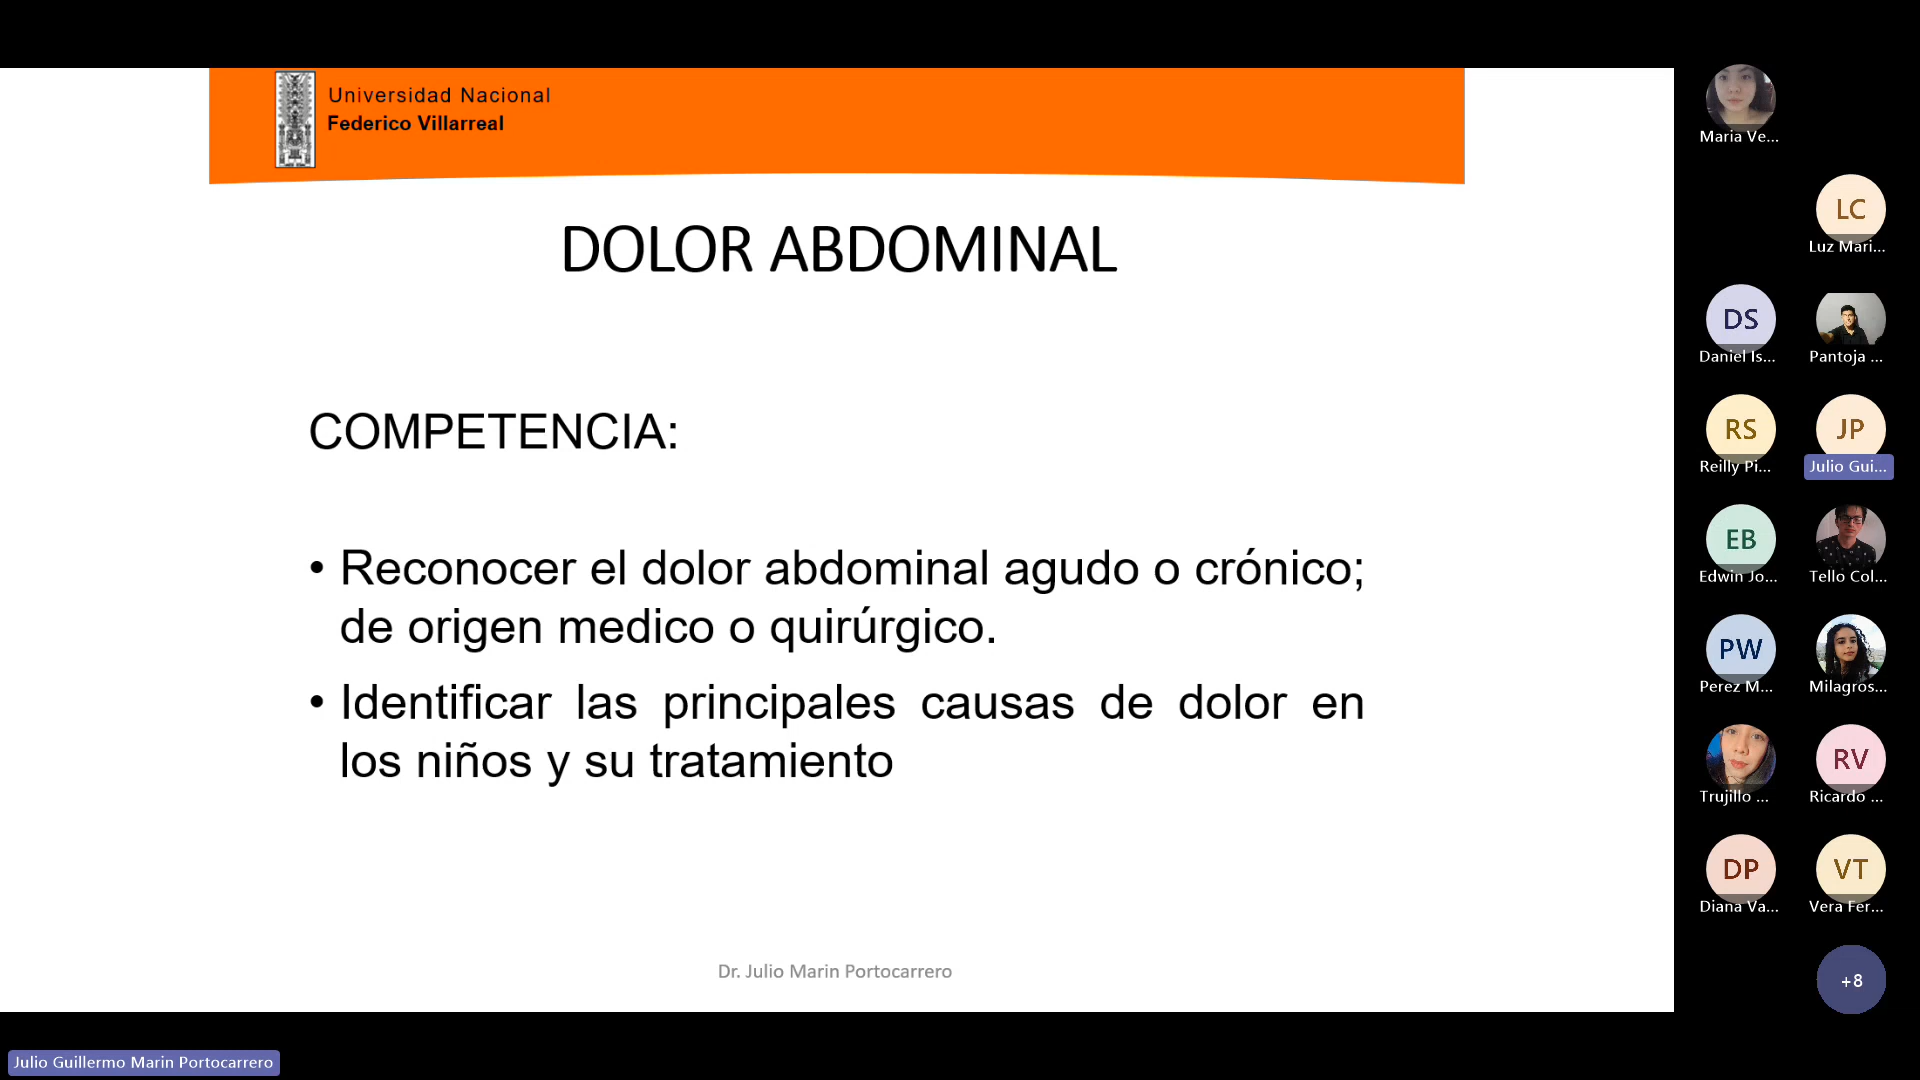 Universidad Nacional
Federico Villarreal
DOLOR ABDOMINAL
COMPETENCIA:
• Reconocer el dolor abdominal agudo o crónico;
de origen medico o quirúrgico.
• Identificar las principales causas de dolor en
los niños y su tratamiento
Dr. Julio Marin Portocarrero
Julio Guillermo Marin Portocarrero
Maria Ve...
LC
Luz Mari...
DS
Daniel Is...
Pantoja ...
RS
Reilly Pi...
JP
Julio Gui...
EB
Edwin Jo...
Tello Col...
PW
Perez M...
Milagros...
Trujillo ...
RV
Ricardo ...
DP
Diana Va...
VT
Vera Fer...
+8